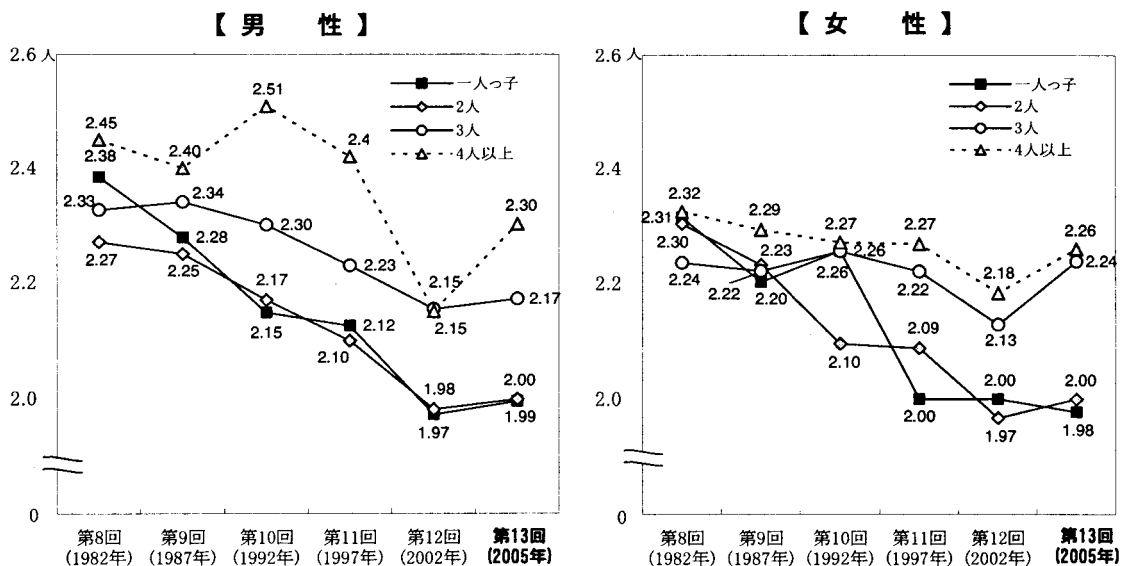 【 男 性 】
2.6 人
2.4
2.2
2.0
0
一人っ子
2人
3人
4人以上
2.45
2.38
2.33
2.27
2.40
2.34
2.28
2.25
2.51
2.30
2.17
2.15
2.4
2.23
2.12
2.10
2.15
2.15
1.98
1.97
2.30
2.17
2.00
1.99
第8回
(1982年)
第9回
(1987年)
第10回
(1992年)
第11回
(1997年)
第12回
(2002年)
第13回
(2005年)
【 女 性 】
2.6 人
2.4
2.2
2.0
0
一人っ子
2人
3人
4人以上
2.32
2.31
2.30
2.24
2.29
2.23
2.22
2.20
2.27
2.26
2.26
2.10
2.27
2.22
2.09
2.00
2.18
2.13
2.00
1.97
2.26
2.24
2.00
1.98
第8回
(1982年)
第9回
(1987年)
第10回
(1992年)
第11回
(1997年)
第12回
(2002年)
第13回
(2005年)